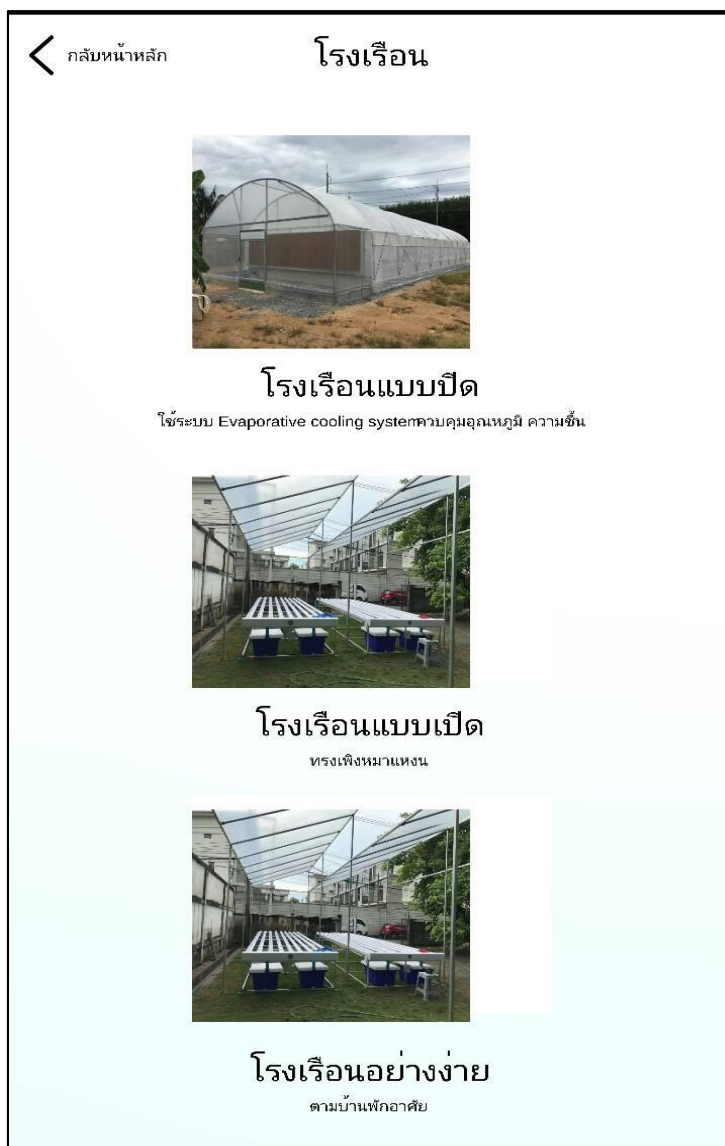 กลับหน้าหลัก
โรงเรือน
โรงเรือนแบบปิด
ใช้ระบบ Evaporative cooling systemควบคุมอุณหภูมิ ความชื้น
โรงเรือนแบบเปิด
ทรงเพิงหมาแหงน
โรงเรือนอย่างง่าย
ตามบ้านพักอาศัย